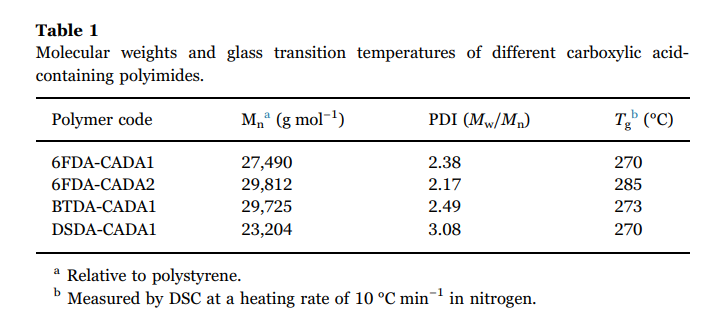 Table 1
Molecular weights and glass transition temperatures of different carboxylic acid-
containing polyimides.
Polymer code Mnᵃ (g mol⁻¹) PDI (Mw/Mn) Tgᵇ (°C)
6FDA-CADA1 27,490 2.38 270
6FDA-CADA2 29,812 2.17 285
BTDA-CADA1 29,725 2.49 273
DSDA-CADA1 23,204 3.08 270
ᵃ Relative to polystyrene.
ᵇ Measured by DSC at a heating rate of 10 °C min⁻¹ in nitrogen.